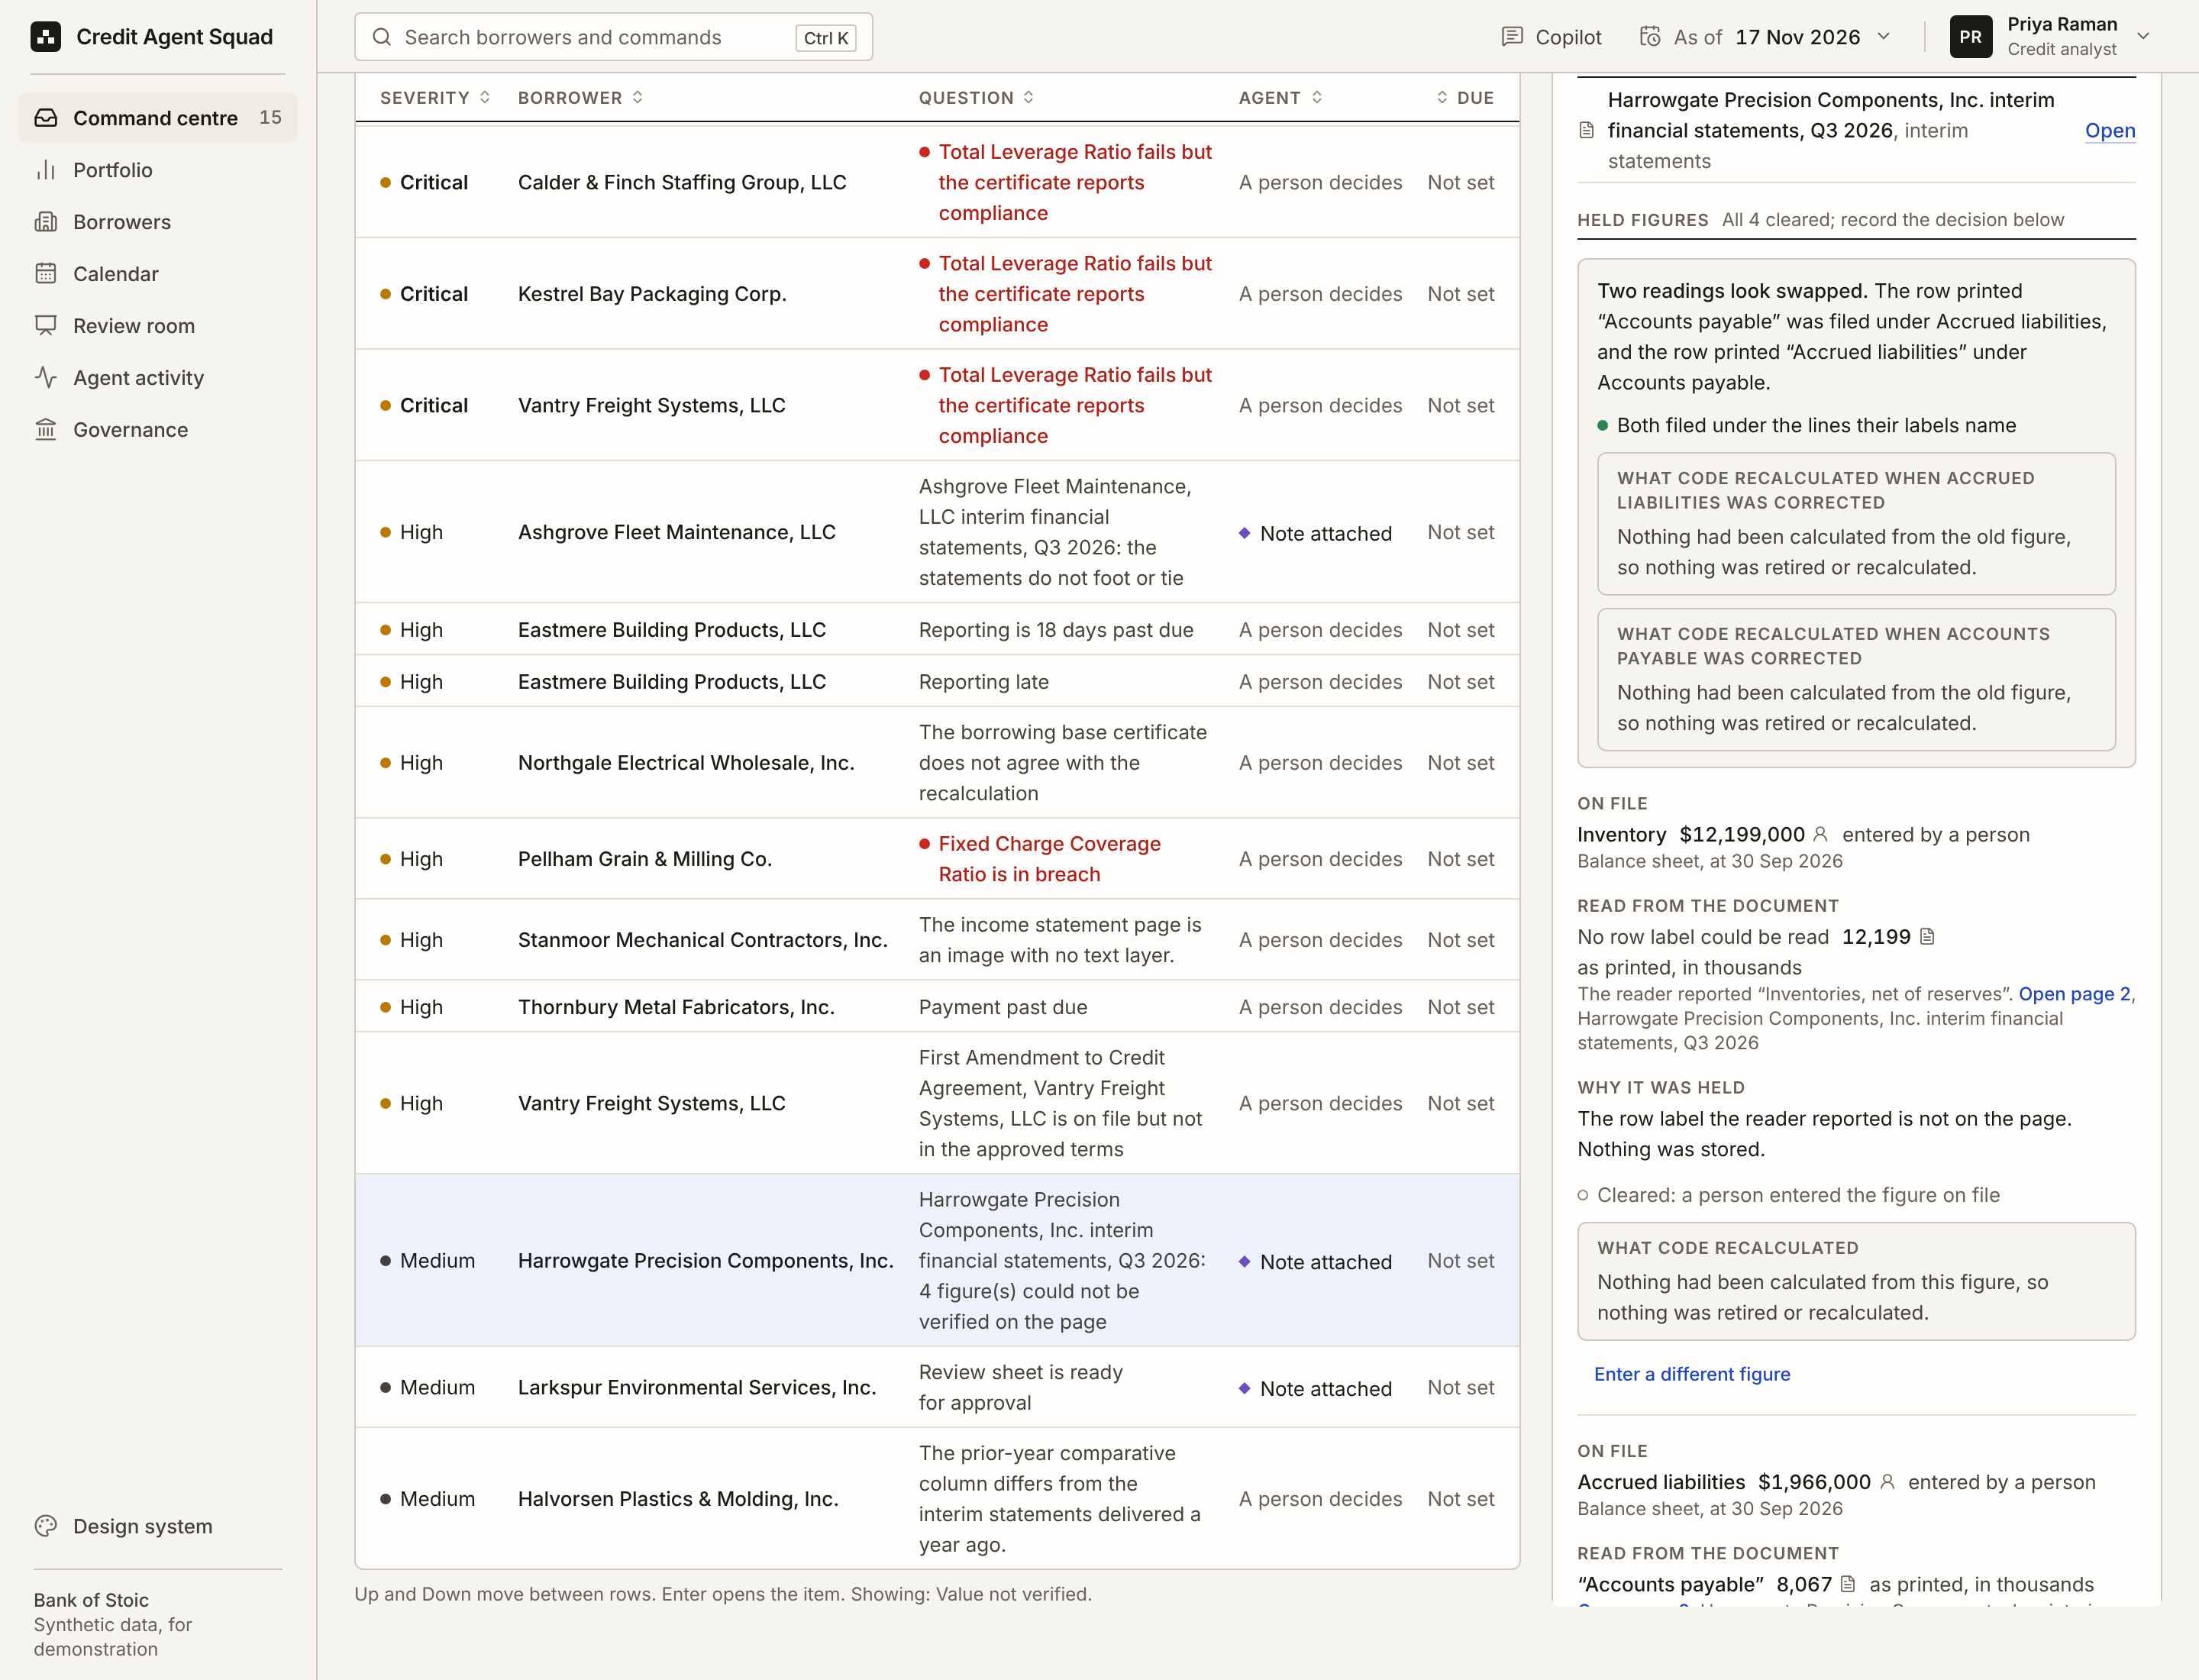 Credit Agent Squad
Command centre 15
Portfolio
Borrowers
Calendar
Review room
Agent activity
Governance
Design system
Bank of Stoic
Synthetic data, for
demonstration
Search borrowers and commands Ctrl K
Copilot
As of 17 Nov 2026
PR
Priya Raman
Credit analyst
SEVERITY BORROWER QUESTION AGENT DUE
Critical Calder & Finch Staffing Group, LLC Total Leverage Ratio fails but
the certificate reports
compliance
A person decides Not set
Critical Kestrel Bay Packaging Corp. Total Leverage Ratio fails but
the certificate reports
compliance
A person decides Not set
Critical Vantry Freight Systems, LLC Total Leverage Ratio fails but
the certificate reports
compliance
A person decides Not set
High Ashgrove Fleet Maintenance, LLC Ashgrove Fleet Maintenance,
LLC interim financial
statements, Q3 2026: the
statements do not foot or tie
Note attached Not set
High Eastmere Building Products, LLC Reporting is 18 days past due A person decides Not set
High Eastmere Building Products, LLC Reporting late A person decides Not set
High Northgale Electrical Wholesale, Inc. The borrowing base certificate
does not agree with the
recalculation
A person decides Not set
High Pellham Grain & Milling Co. Fixed Charge Coverage
Ratio is in breach
A person decides Not set
High Stanmoor Mechanical Contractors, Inc. The income statement page is
an image with no text layer.
A person decides Not set
High Thornbury Metal Fabricators, Inc. Payment past due A person decides Not set
High Vantry Freight Systems, LLC First Amendment to Credit
Agreement, Vantry Freight
Systems, LLC is on file but not
in the approved terms
A person decides Not set
Medium Harrowgate Precision Components, Inc. Harrowgate Precision
Components, Inc. interim
financial statements, Q3 2026:
4 figure(s) could not be
verified on the page
Note attached Not set
Medium Larkspur Environmental Services, Inc. Review sheet is ready
for approval
Note attached Not set
Medium Halvorsen Plastics & Molding, Inc. The prior-year comparative
column differs from the
interim statements delivered a
year ago.
A person decides Not set
Up and Down move between rows. Enter opens the item. Showing: Value not verified.
Harrowgate Precision Components, Inc. interim
financial statements, Q3 2026, interim
statements
Open
HELD FIGURES All 4 cleared; record the decision below
Two readings look swapped. The row printed
“Accounts payable” was filed under Accrued liabilities,
and the row printed “Accrued liabilities” under
Accounts payable.
Both filed under the lines their labels name
WHAT CODE RECALCULATED WHEN ACCRUED
LIABILITIES WAS CORRECTED
Nothing had been calculated from the old figure,
so nothing was retired or recalculated.
WHAT CODE RECALCULATED WHEN ACCOUNTS
PAYABLE WAS CORRECTED
Nothing had been calculated from the old figure,
so nothing was retired or recalculated.
ON FILE
Inventory $12,199,000 entered by a person
Balance sheet, at 30 Sep 2026
READ FROM THE DOCUMENT
No row label could be read 12,199
as printed, in thousands
The reader reported “Inventories, net of reserves”. Open page 2,
Harrowgate Precision Components, Inc. interim financial
statements, Q3 2026
WHY IT WAS HELD
The row label the reader reported is not on the page.
Nothing was stored.
Cleared: a person entered the figure on file
WHAT CODE RECALCULATED
Nothing had been calculated from this figure, so
nothing was retired or recalculated.
Enter a different figure
ON FILE
Accrued liabilities $1,966,000 entered by a person
Balance sheet, at 30 Sep 2026
READ FROM THE DOCUMENT
“Accounts payable” 8,067 as printed, in thousands